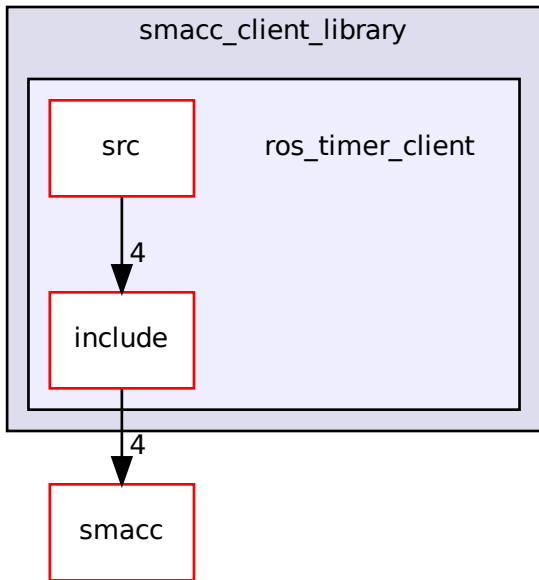 smacc_client_library
src
ros_timer_client
4
include
4
smacc